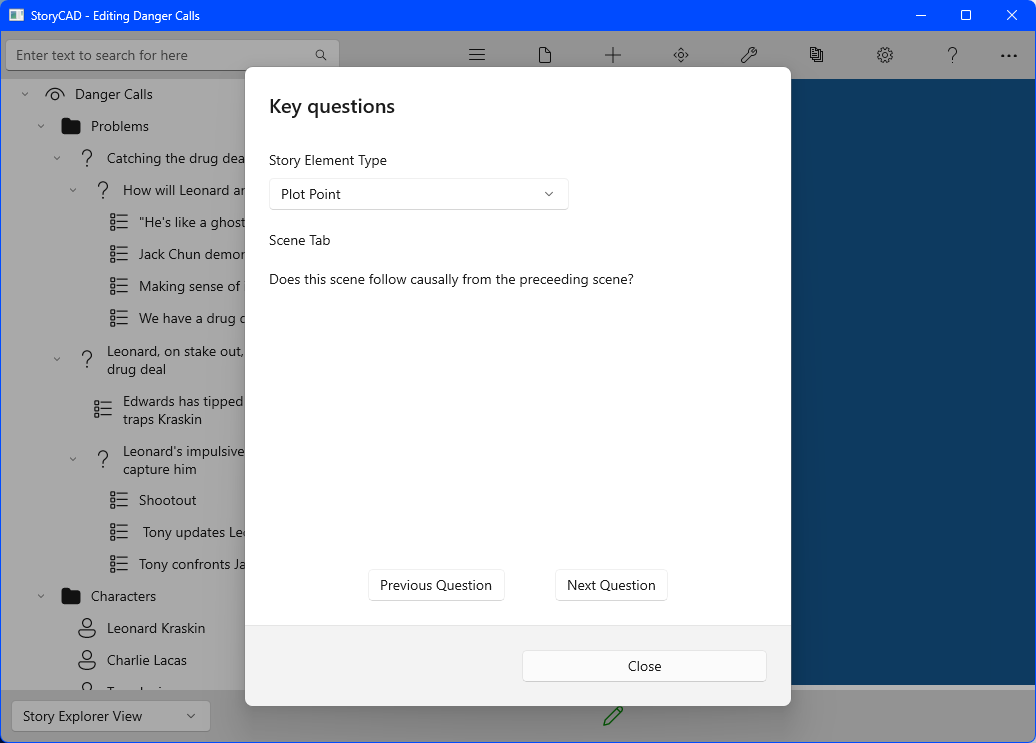 StoryCAD - Editing Danger Calls
Enter text to search for here
Danger Calls
Problems
Catching the drug dea
How will Leonard ar
"He's like a ghost
Jack Chun demor
Making sense of
We have a drug d
Leonard, on stake out,
drug deal
Edwards has tipped
traps Kraskin
Leonard's impulsive
capture him
Shootout
Tony updates Leo
Tony confronts Ja
Characters
Leonard Kraskin
Charlie Lacas
Story Explorer View
Key questions
Story Element Type
Plot Point
Scene Tab
Does this scene follow causally from the preceeding scene?
Previous Question
Next Question
Close